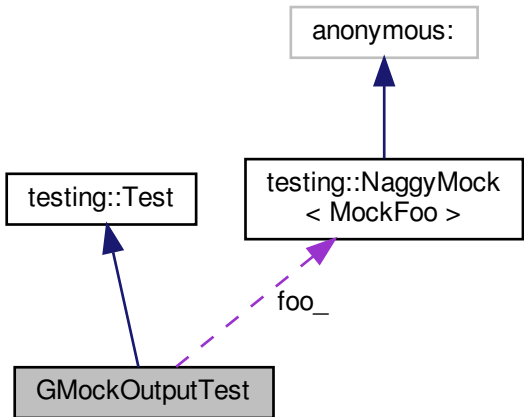 anonymous:
testing::Test
testing::NaggyMock
< MockFoo >
foo_
GMockOutputTest